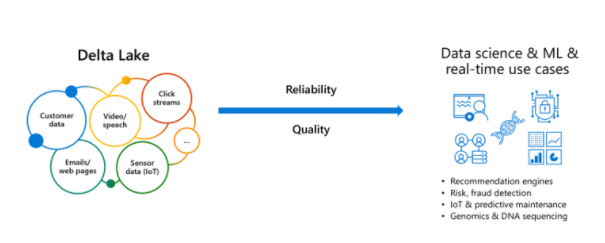 Delta Lake
Customer
data
Video/
speech
Click
streams
...
Emails/
web pages
Sensor
data (IoT)
Reliability
Quality
Data science & ML &
real-time use cases
• Recommendation engines
• Risk, fraud detection
• IoT & predictive maintenance
• Genomics & DNA sequencing